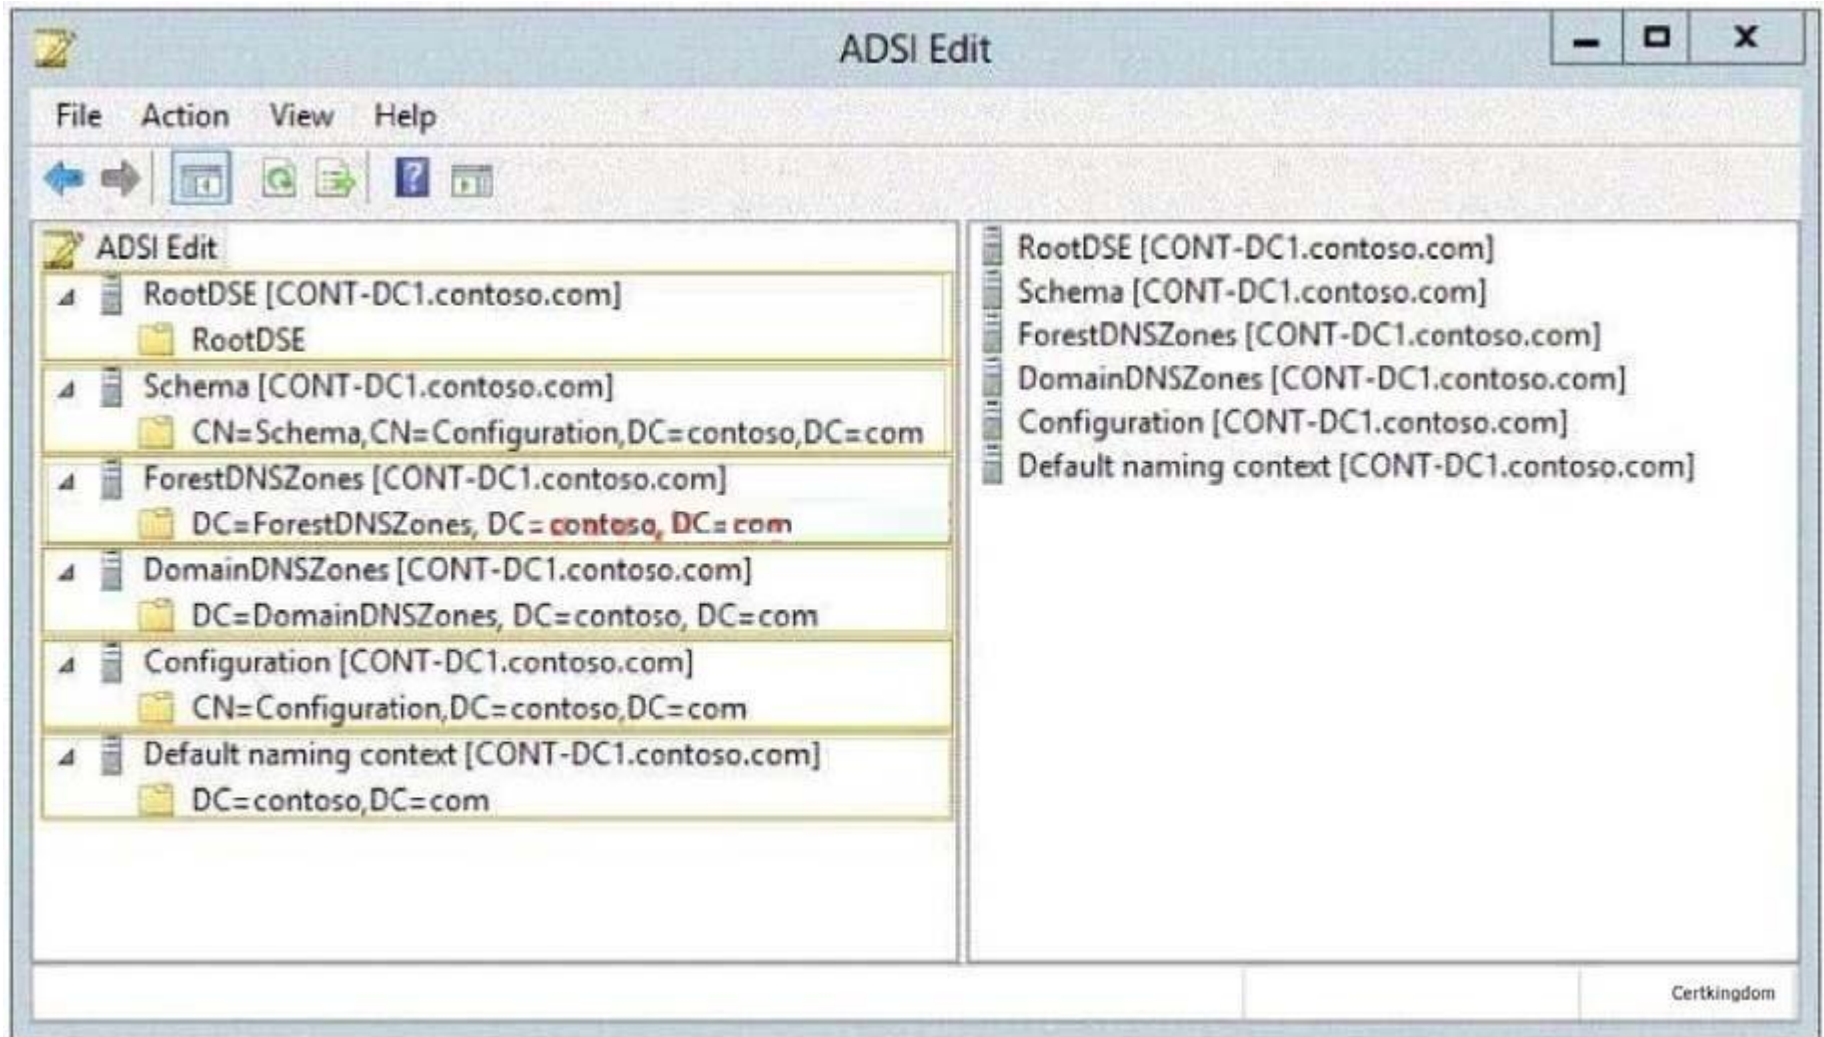 ADSI Edit
File Action View Help
ADSI Edit
RootDSE [CONT-DC1.contoso.com]
RootDSE
Schema [CONT-DC1.contoso.com]
CN=Schema,CN=Configuration,DC=contoso,DC=com
ForestDNSZones [CONT-DC1.contoso.com]
DC=ForestDNSZones, DC=contoso, DC=com
DomainDNSZones [CONT-DC1.contoso.com]
DC=DomainDNSZones, DC=contoso, DC=com
Configuration [CONT-DC1.contoso.com]
CN=Configuration,DC=contoso,DC=com
Default naming context [CONT-DC1.contoso.com]
DC=contoso,DC=com
RootDSE [CONT-DC1.contoso.com]
Schema [CONT-DC1.contoso.com]
ForestDNSZones [CONT-DC1.contoso.com]
DomainDNSZones [CONT-DC1.contoso.com]
Configuration [CONT-DC1.contoso.com]
Default naming context [CONT-DC1.contoso.com]
Certkingdom